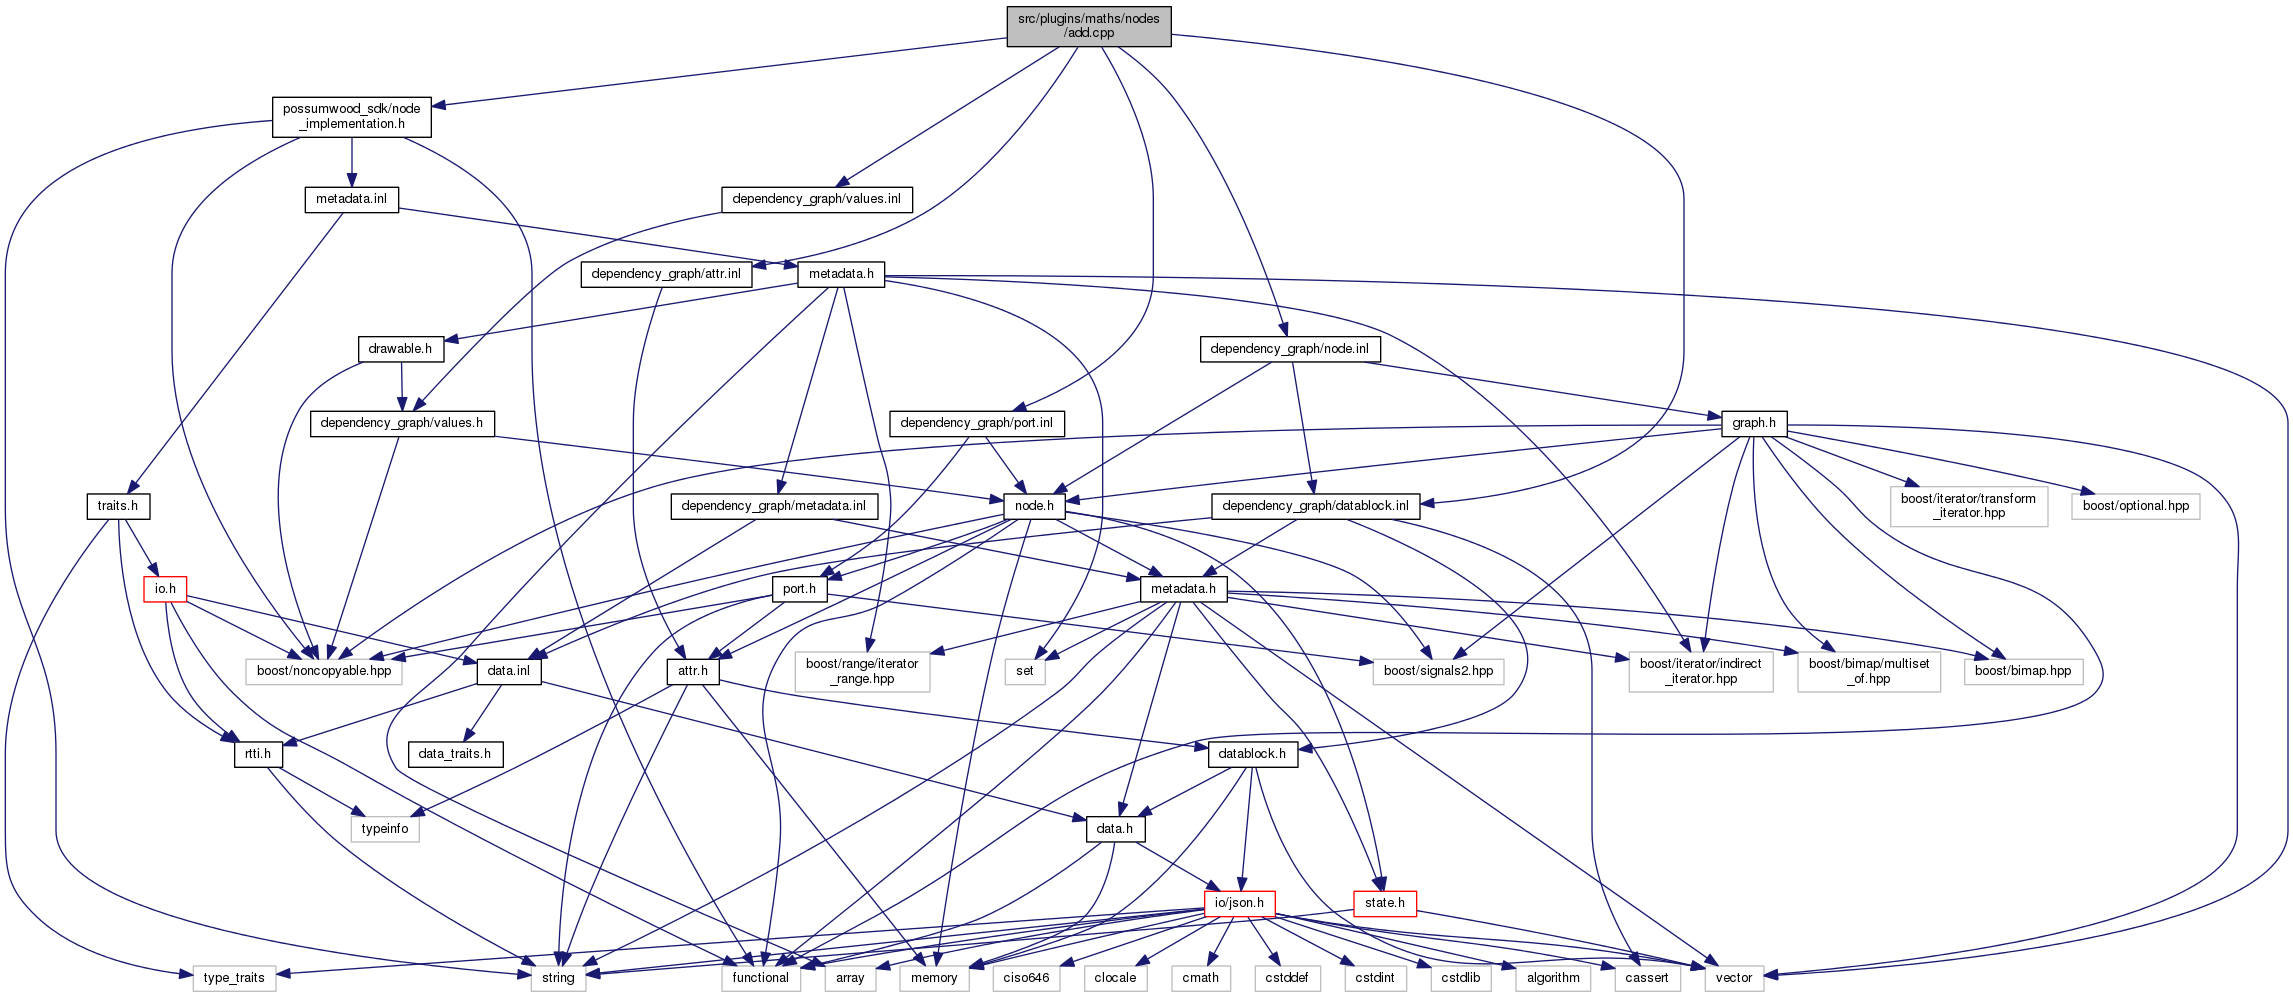 src/plugins/maths/nodes
/add.cpp
possumwood_sdk/node
_implementation.h
metadata.inl
dependency_graph/values.inl
dependency_graph/attr.inl
metadata.h
drawable.h
dependency_graph/node.inl
dependency_graph/values.h
dependency_graph/port.inl
graph.h
traits.h
dependency_graph/metadata.inl
node.h
dependency_graph/datablock.inl
boost/iterator/transform
_iterator.hpp
boost/optional.hpp
io.h
port.h
metadata.h
boost/noncopyable.hpp
data.inl
attr.h
boost/range/iterator
_range.hpp
set
boost/signals2.hpp
boost/iterator/indirect
_iterator.hpp
boost/bimap/multiset
_of.hpp
boost/bimap.hpp
rtti.h
data_traits.h
datablock.h
typeinfo
data.h
io/json.h
state.h
type_traits
string
functional
array
memory
ciso646
clocale
cmath
cstddef
cstdint
cstdlib
algorithm
cassert
vector